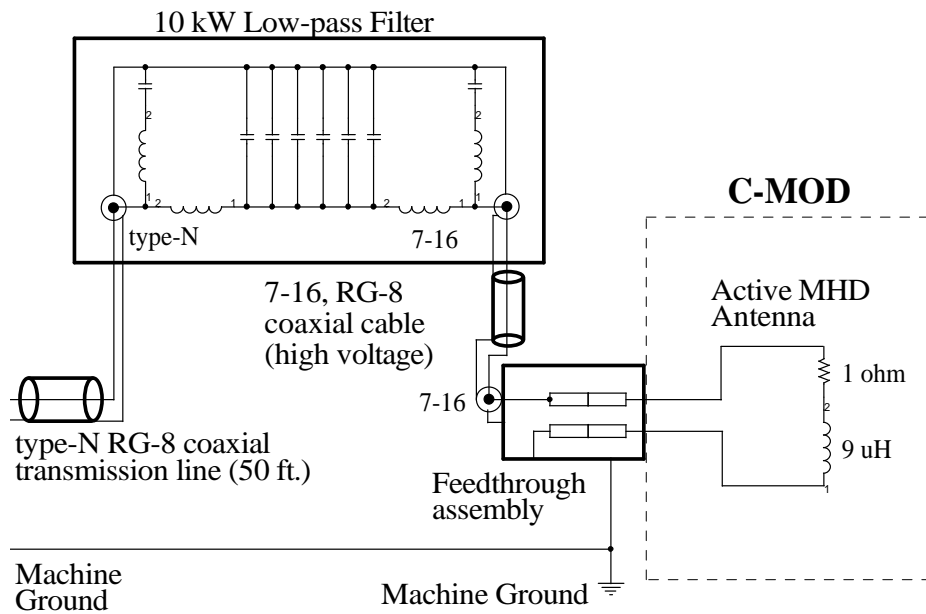 10 kW Low-pass Filter
2
2
1
2
1
2
1
1
type-N
7-16
C-MOD
7-16, RG-8
coaxial cable
(high voltage)
Active MHD
Antenna
1 ohm
7-16
2
9 uH
1
type-N RG-8 coaxial
transmission line (50 ft.)
Feedthrough
assembly
Machine
Ground
Machine Ground